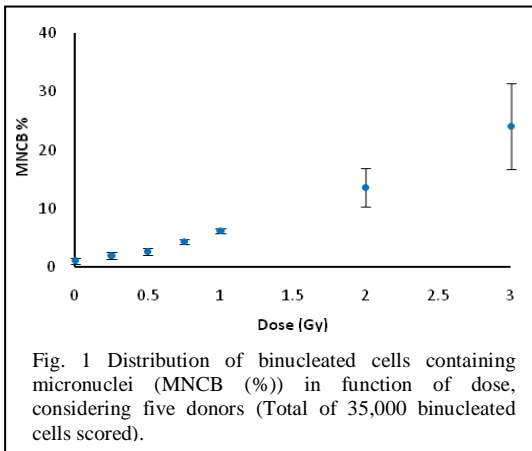 40
30
20
10
0
MNCB %
0 0.5 1 1.5 2 2.5 3
Dose (Gy)
Fig. 1 Distribution of binucleated cells containing
micronuclei (MNCB (%)) in function of dose,
considering five donors (Total of 35,000 binucleated
cells scored).